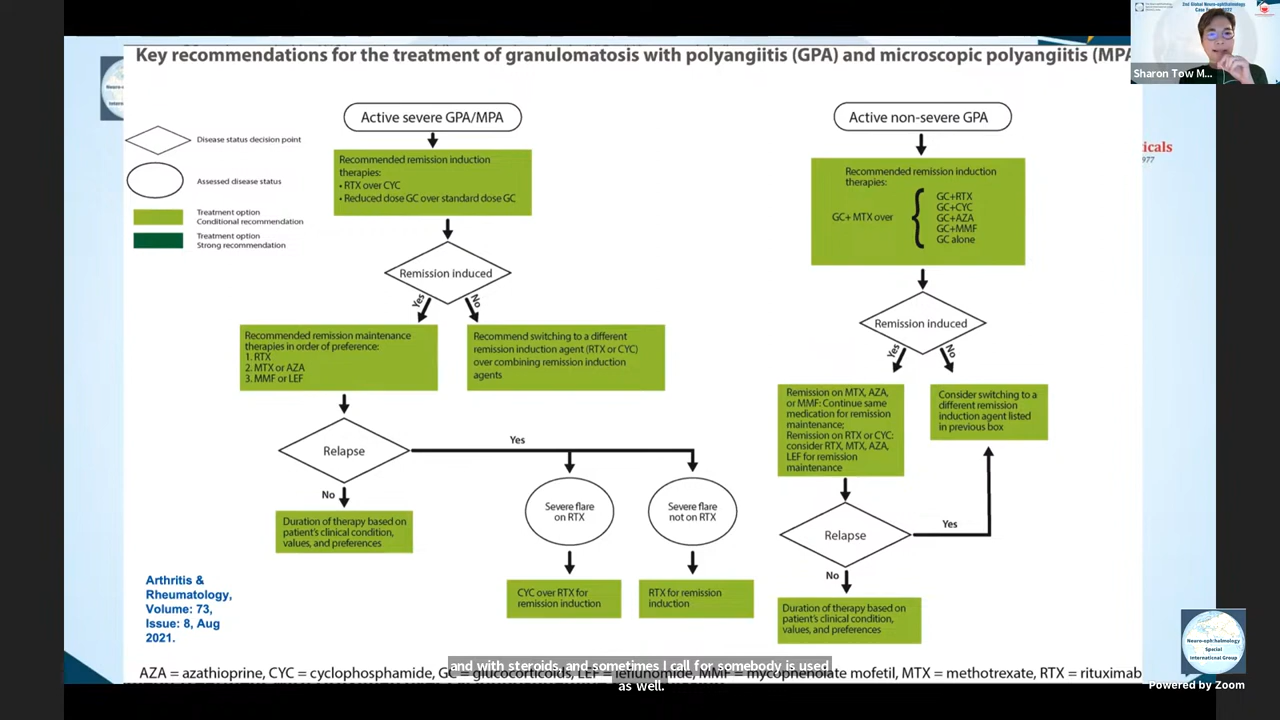 Key recommendations for the treatment of granulomatosis with polyangiitis (GPA) and microscopic polyangiitis (MPA
2nd Global Neuro-ophthalmology
Sharon Tow M...
icals
977
Disease status decision point
Assessed disease status
Treatment option
Conditional recommendation
Treatment option
Strong recommendation
Active severe GPA/MPA
Recommended remission induction
therapies:
• RTX over CYC
• Reduced dose GC over standard dose GC
Remission induced
Yes
No
Recommended remission maintenance
therapies in order of preference:
1. RTX
2. MTX or AZA
3. MMF or LEF
Recommend switching to a different
remission induction agent (RTX or CYC)
over combining remission induction
agents
Relapse
Yes
No
Duration of therapy based on
patient's clinical condition,
values, and preferences
Severe flare
on RTX
Severe flare
not on RTX
CYC over RTX for
remission induction
RTX for remission
induction
Active non-severe GPA
Recommended remission induction
therapies:
GC+ MTX over
GC+RTX
GC+CYC
GC+AZA
GC+MMF
GC alone
Remission induced
Yes
No
Remission on MTX, AZA,
or MMF: Continue same
medication for remission
maintenance;
Remission on RTX or CYC:
consider RTX, MTX, AZA,
LEF for remission
maintenance
Consider switching to a
different remission
induction agent listed
in previous box
Relapse
Yes
No
Duration of therapy based on
patient's clinical condition,
values, and preferences
Arthritis &
Rheumatology,
Volume: 73,
Issue: 8, Aug
2021.
Neuro-ophthalmology
Special
International Group
AZA = azathioprine, CYC = cyclophosphamide, GC = glucocorticoids, LEF = leflunomide, MMF = mycophenolate mofetil, MTX = methotrexate, RTX = rituximab
and with steroids, and sometimes I call for somebody is used
as well.
Powered by Zoom